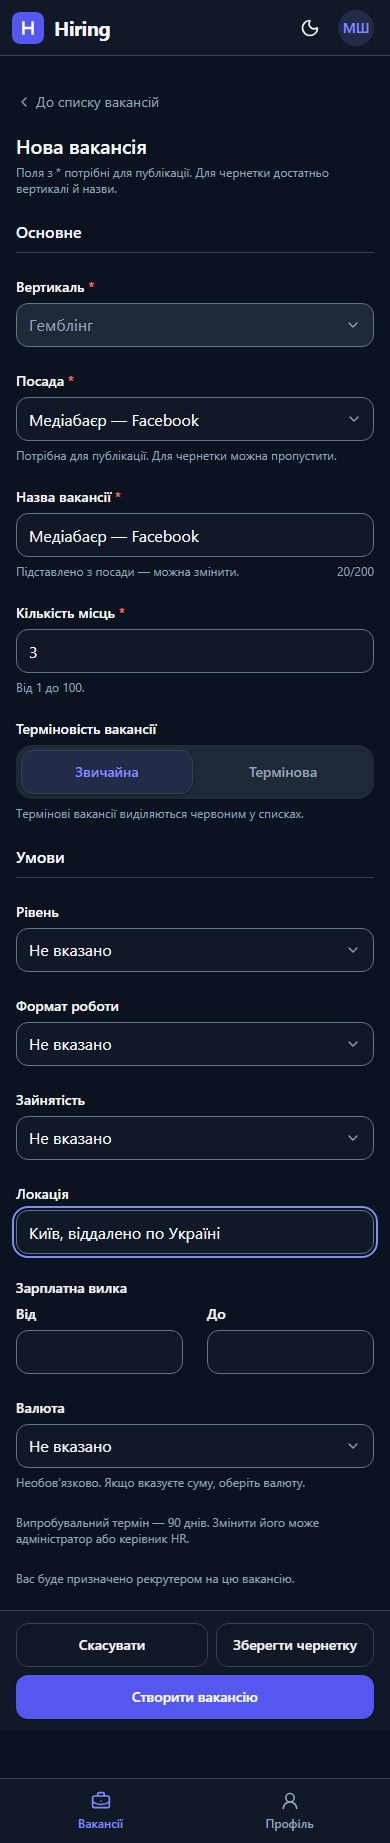 H Hiring МШ
До списку вакансій
Нова вакансія
Поля з * потрібні для публікації. Для чернетки достатньо
вертикалі й назви.
Основне
Вертикаль *
Гемблінг
Посада *
Медіабаєр — Facebook
Потрібна для публікації. Для чернетки можна пропустити.
Назва вакансії *
Медіабаєр — Facebook
Підставлено з посади — можна змінити. 20/200
Кількість місць *
3
Від 1 до 100.
Терміновість вакансії
Звичайна Термінова
Термінові вакансії виділяються червоним у списках.
Умови
Рівень
Не вказано
Формат роботи
Не вказано
Зайнятість
Не вказано
Локація
Київ, віддалено по Україні
Зарплатна вилка
Від До
Валюта
Не вказано
Необов'язково. Якщо вказуєте суму, оберіть валюту.
Випробувальний термін — 90 днів. Змінити його може
адміністратор або керівник HR.
Вас буде призначено рекрутером на цю вакансію.
Скасувати Зберегти чернетку
Створити вакансію
Вакансії Профіль